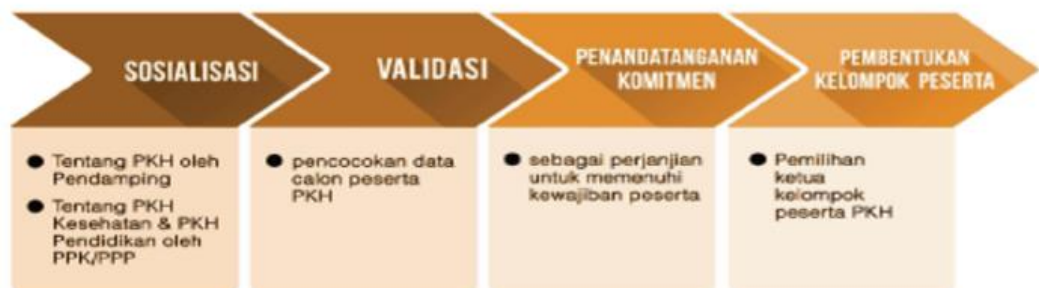 SOSIALISASI
VALIDASI
PENANDATANGANAN
KOMITMEN
PEMBENTUKAN
KELOMPOK PESERTA
● Tentang PKH oleh
Pendamping
● Tentang PKH
Kesehatan & PKH
Pendidikan oleh
PPK/PPP
● pencocokan data
calon peserta
PKH
● sebagai perjanjian
untuk memenuhi
kewajiban peserta
● Pemilihan
ketua
kelompok
peserta PKH